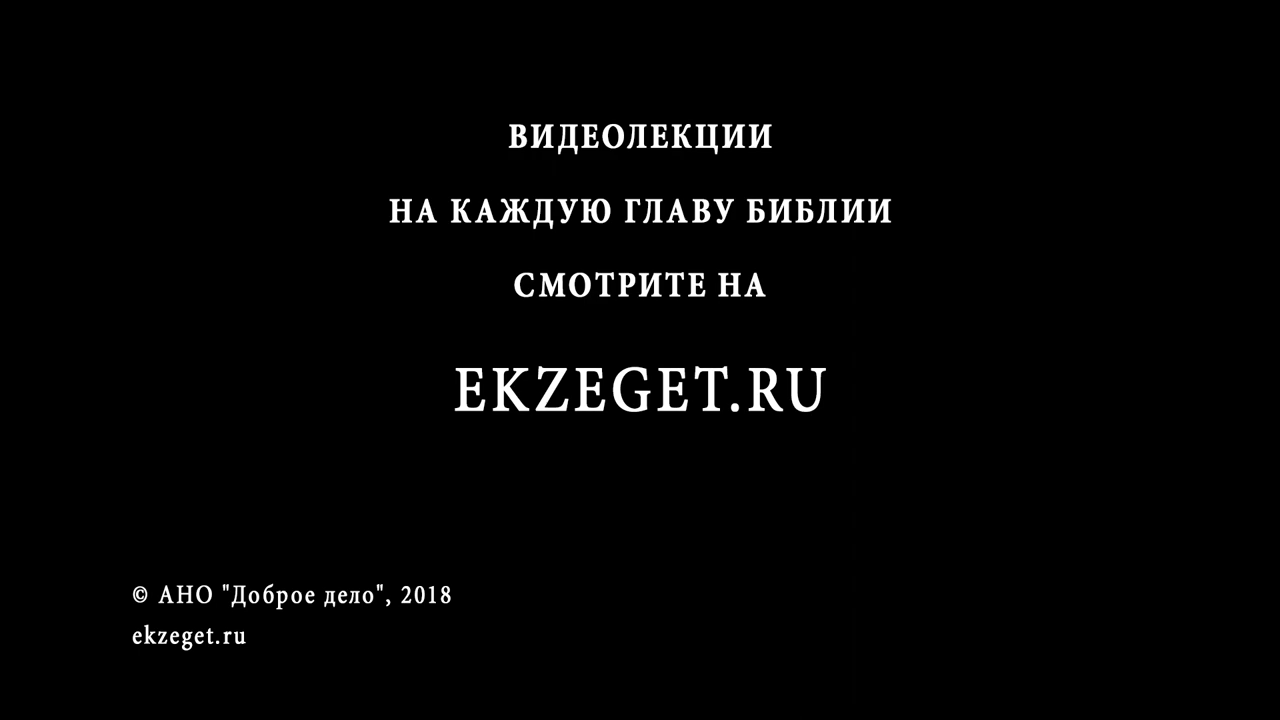 ВИДЕОЛЕКЦИИ
НА КАЖДУЮ ГЛАВУ БИБЛИИ
СМОТРИТЕ НА
EKZEGET.RU
© АНО "Доброе дело", 2018
ekzeget.ru